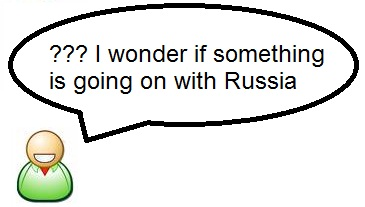 ??? I wonder if something
is going on with Russia